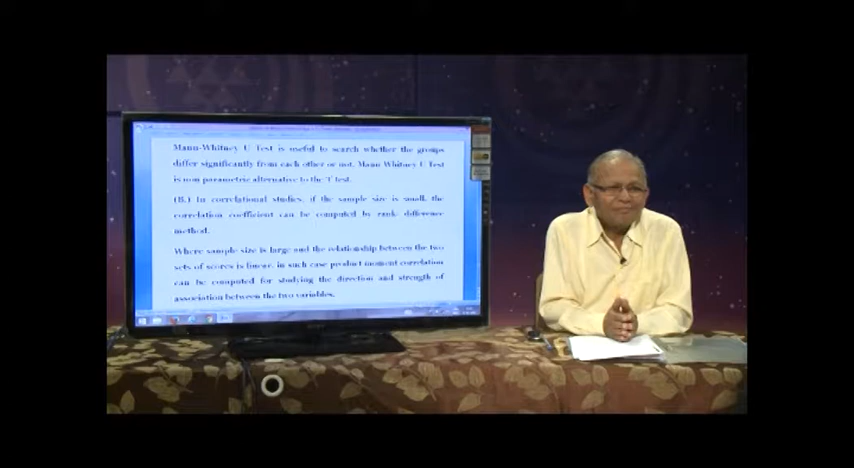 Mann-Whitney U Test is useful to search whether the groups
differ significantly from each other or not. Mann Whitney U Test
is non parametric alternative to the 't' test.
(B.) In correlational studies, if the sample size is small, the
correlation coefficient can be computed by rank difference
method.
Where sample size is large and the relationship between the two
sets of scores is linear, in such case product moment correlation
can be computed for studying the direction and strength of
association between the two variables.